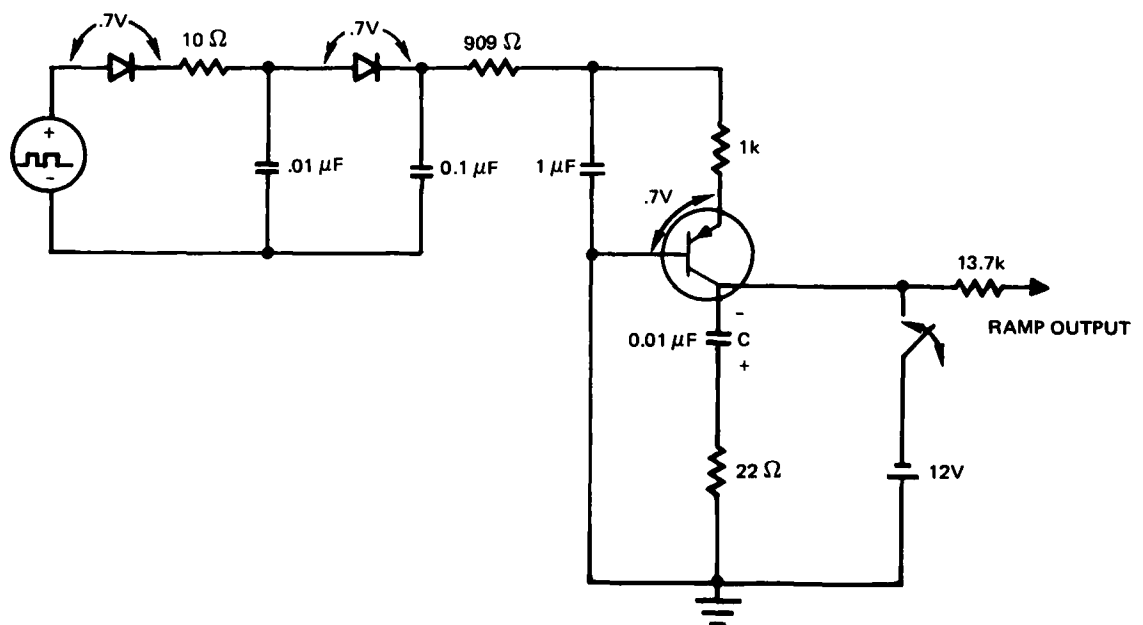 .7V
10 Ω
.7V
909 Ω
+
-
.01 μF
0.1 μF
1 μF
1k
.7V
13.7k
RAMP OUTPUT
-
0.01 μF C
+
22 Ω
12V